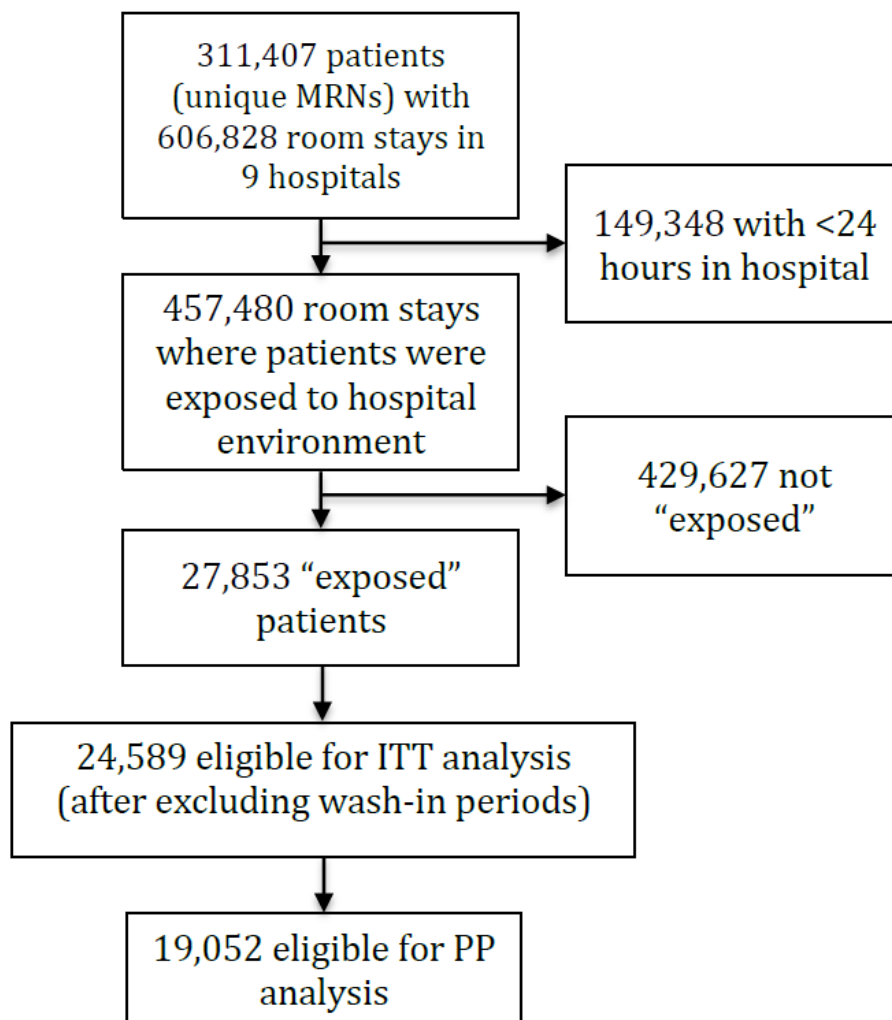 311,407 patients
(unique MRNs) with
606,828 room stays in
9 hospitals
149,348 with <24
hours in hospital
457,480 room stays
where patients were
exposed to hospital
environment
429,627 not
“exposed”
27,853 “exposed”
patients
24,589 eligible for ITT analysis
(after excluding wash-in periods)
19,052 eligible for PP
analysis